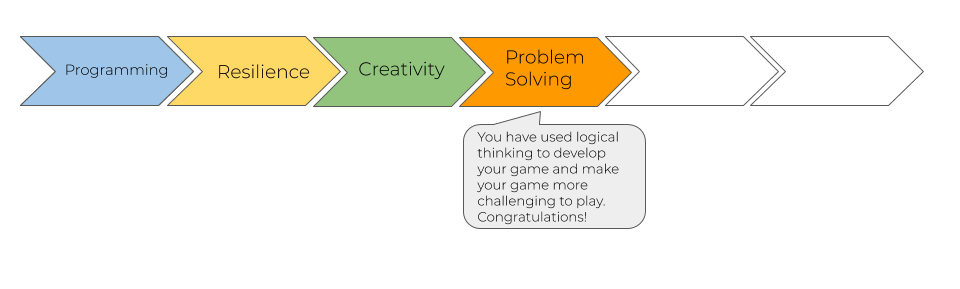 Programming
Resilience
Creativity
Problem
Solving
You have used logical
thinking to develop
your game and make
your game more
challenging to play.
Congratulations!